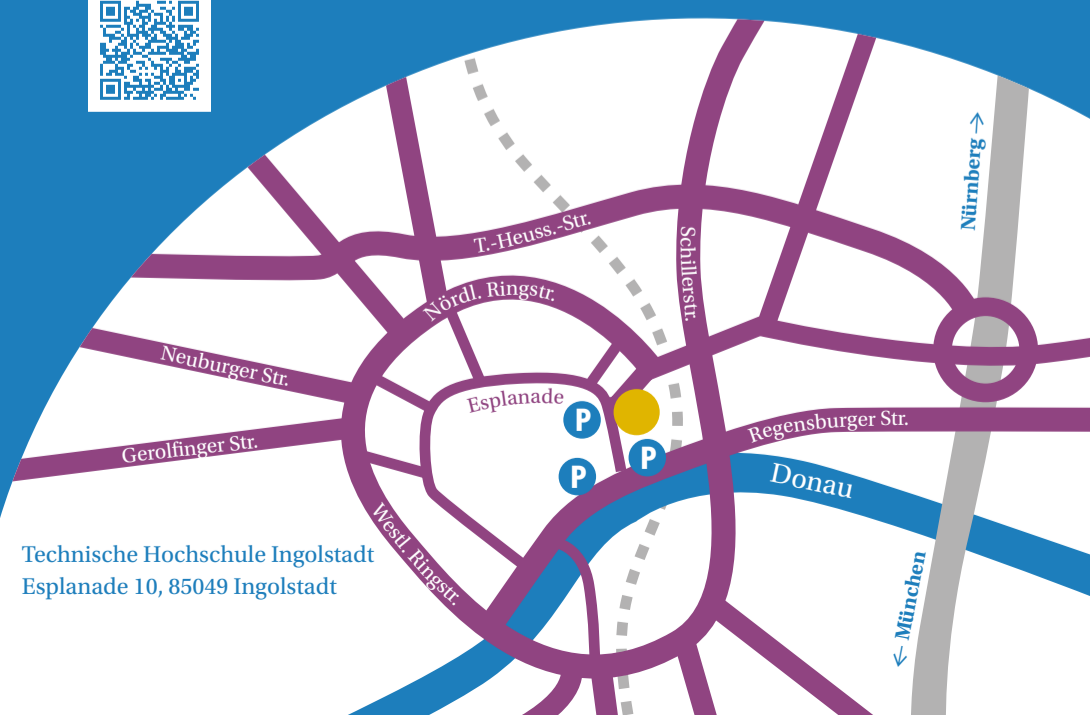 Nürnberg →
T.-Heuss.-Str.
Schillerstr.
Nördl. Ringstr.
Neuburger Str.
Esplanade
P
Regensburger Str.
Gerolfinger Str.
P
P
Donau
Westl. Ringstr.
Technische Hochschule Ingolstadt
Esplanade 10, 85049 Ingolstadt
← München